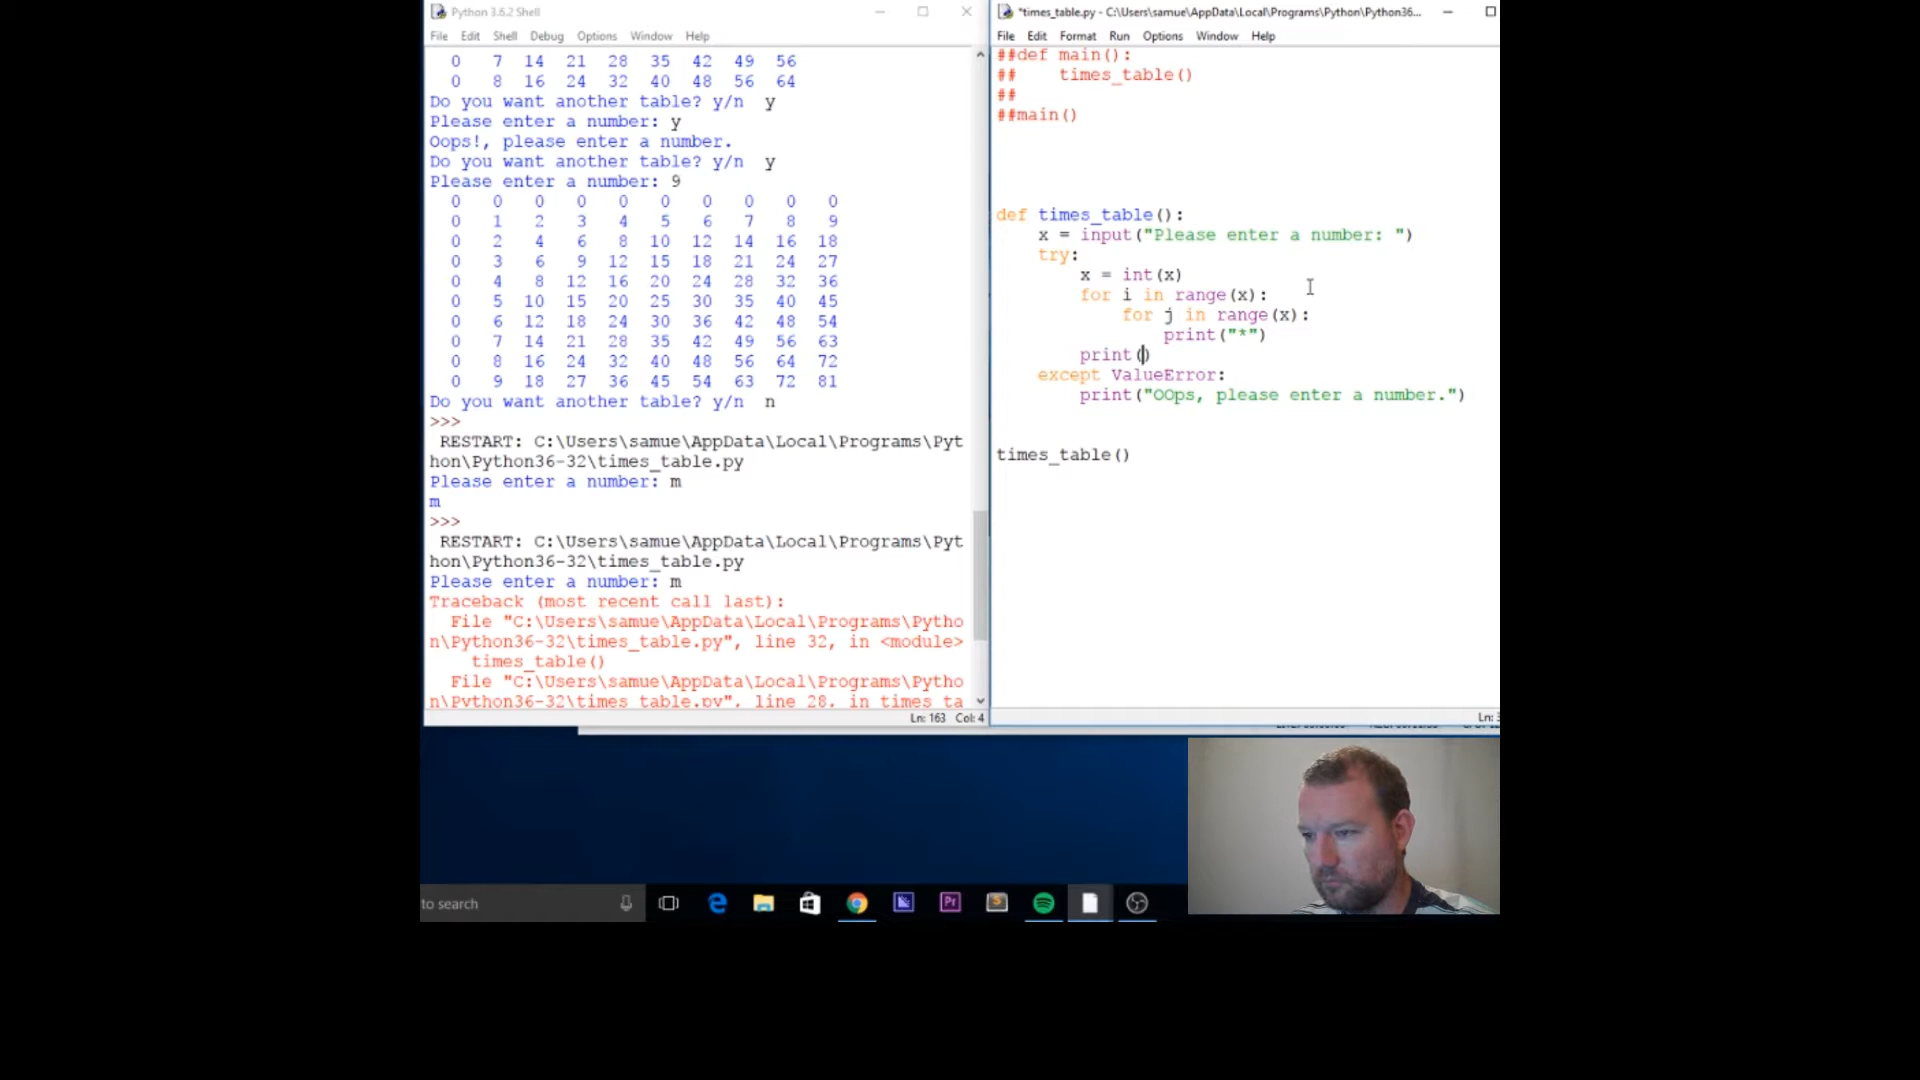 Python 3.6.2 Shell
File Edit Shell Debug Options Window Help
0 7 14 21 28 35 42 49 56
0 8 16 24 32 40 48 56 64
Do you want another table? y/n  y
Please enter a number: y
Oops!, please enter a number.
Do you want another table? y/n  y
Please enter a number: 9
0 0 0 0 0 0 0 0 0 0
0 1 2 3 4 5 6 7 8 9
0 2 4 6 8 10 12 14 16 18
0 3 6 9 12 15 18 21 24 27
0 4 8 12 16 20 24 28 32 36
0 5 10 15 20 25 30 35 40 45
0 6 12 18 24 30 36 42 48 54
0 7 14 21 28 35 42 49 56 63
0 8 16 24 32 40 48 56 64 72
0 9 18 27 36 45 54 63 72 81
Do you want another table? y/n  n
>>>
RESTART: C:\Users\samue\AppData\Local\Programs\Pyt
hon\Python36-32\times_table.py
Please enter a number: m
m
>>>
RESTART: C:\Users\samue\AppData\Local\Programs\Pyt
hon\Python36-32\times_table.py
Please enter a number: m
Traceback (most recent call last):
File "C:\Users\samue\AppData\Local\Programs\Pytho
n\Python36-32\times_table.py", line 32, in <module>
times_table()
File "C:\Users\samue\AppData\Local\Programs\Pytho
n\Python36-32\times_table.py", line 28, in times_ta
Ln: 163 Col: 4
*times_table.py - C:\Users\samue\AppData\Local\Programs\Python\Python36...
File Edit Format Run Options Window Help
##def main():
##    times_table()
##
##main()
def times_table():
    x = input("Please enter a number: ")
    try:
        x = int(x)
        for i in range(x):
            for j in range(x):
                print("*")
        print()
    except ValueError:
        print("OOps, please enter a number.")
times_table()
Ln:
to search
Pr